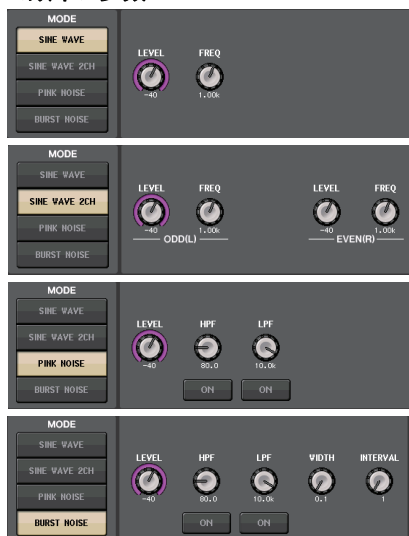 MODE
SINE WAVE
SINE WAVE 2CH
PINK NOISE
BURST NOISE
LEVEL FREQ
-40 1.00k
MODE
SINE WAVE
SINE WAVE 2CH
PINK NOISE
BURST NOISE
LEVEL FREQ LEVEL FREQ
-40 1.00k -40 1.00k
ODD(L) EVEN(R)
MODE
SINE WAVE
SINE WAVE 2CH
PINK NOISE
BURST NOISE
LEVEL HPF LPF
-40 80.0 10.0k
ON ON
MODE
SINE WAVE
SINE WAVE 2CH
PINK NOISE
BURST NOISE
LEVEL HPF LPF WIDTH INTERVAL
-40 80.0 10.0k 0.1 1
ON ON